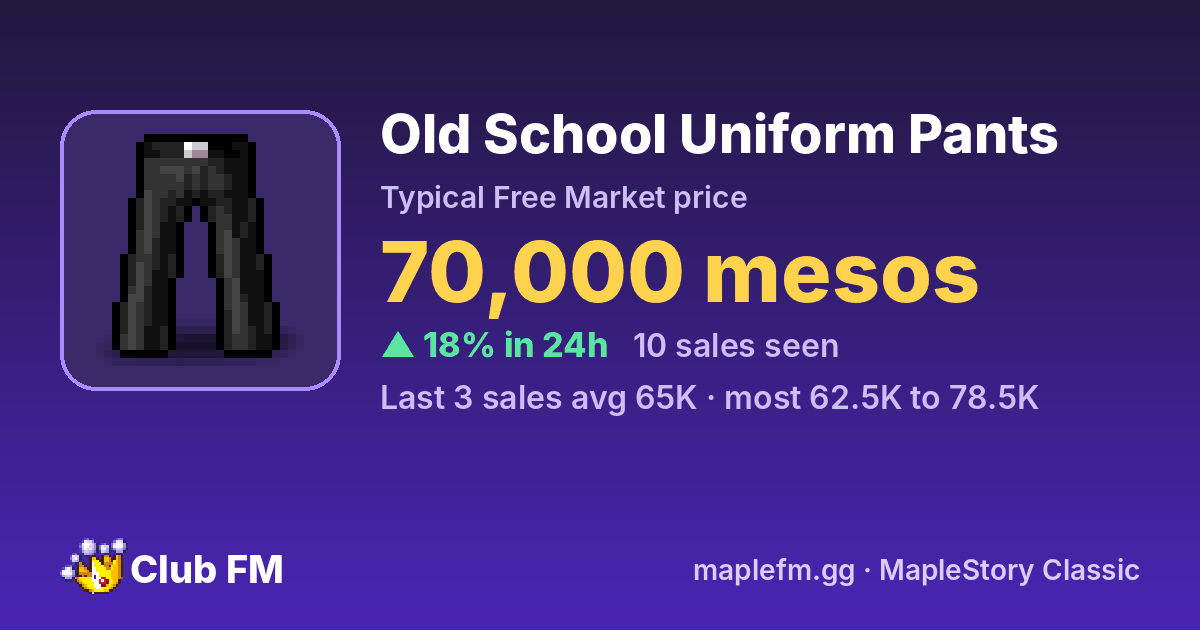 Old School Uniform Pants
Typical Free Market price
70,000 mesos
▲ 18% in 24h 10 sales seen
Last 3 sales avg 65K · most 62.5K to 78.5K
Club FM
maplefm.gg · MapleStory Classic